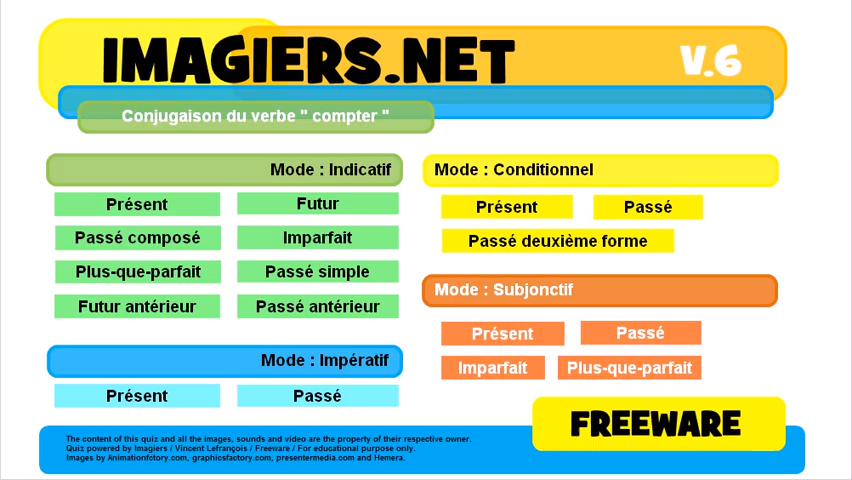 IMAGIERS.NET
V.6
Conjugaison du verbe " compter "
Mode : Indicatif
Présent
Futur
Passé composé
Imparfait
Plus-que-parfait
Passé simple
Futur antérieur
Passé antérieur
Mode : Impératif
Présent
Passé
Mode : Conditionnel
Présent
Passé
Passé deuxième forme
Mode : Subjonctif
Présent
Passé
Imparfait
Plus-que-parfait
FREEWARE
The content of this quiz and all the images, sounds and video are the property of their respective owner.
Quiz powered by Imagiers / Vincent Lefrançois / Freeware / For educational purpose only.
Images by Animationfctory.com, graphicsfactory.com, presentermedia.com and Hemera.